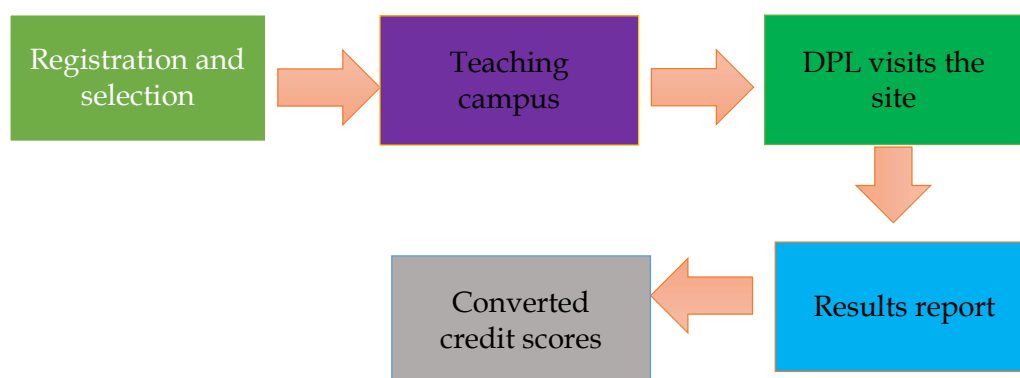 Registration and
selection
Teaching
campus
DPL visits the
site
Results report
Converted
credit scores